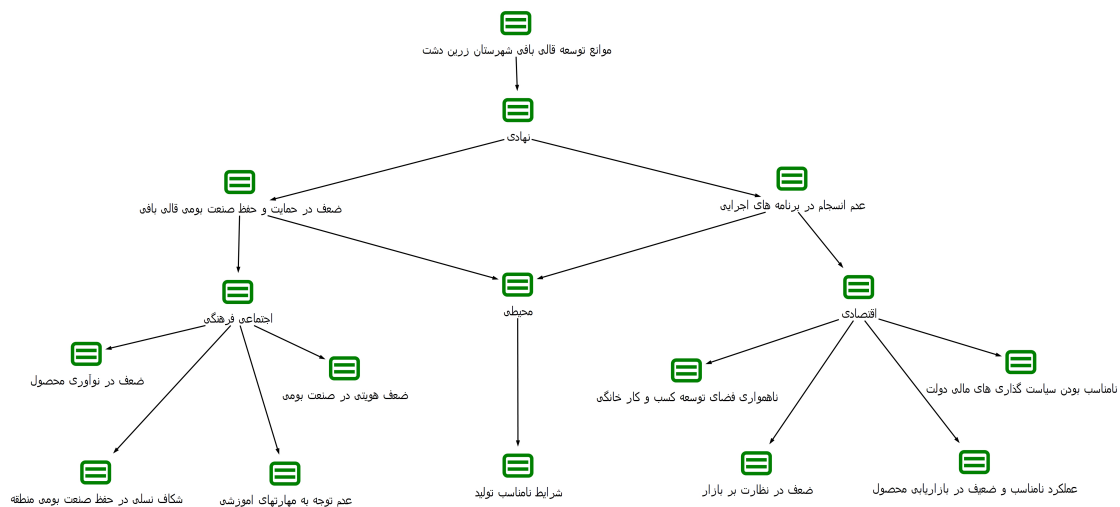 موانع توسعه قالی بافی شهرستان زرین دشت
نهادی
ضعف در حمایت و حفظ صنعت بومی قالی بافی
عدم انسجام در برنامه های اجرایی
اجتماعی فرهنگی
محیطی
اقتصادی
ضعف در نوآوری محصول
ضعف هویتی در صنعت بومی
ناهمواری فضای توسعه کسب و کار خانگی
نامناسب بودن سیاست گذاری های مالی دولت
شکاف نسلی در حفظ صنعت بومی منطقه
عدم توجه به مهارتهای آموزشی
شرایط نامناسب تولید
ضعف در نظارت بر بازار
عملکرد نامناسب و ضعیف در بازاریابی محصول